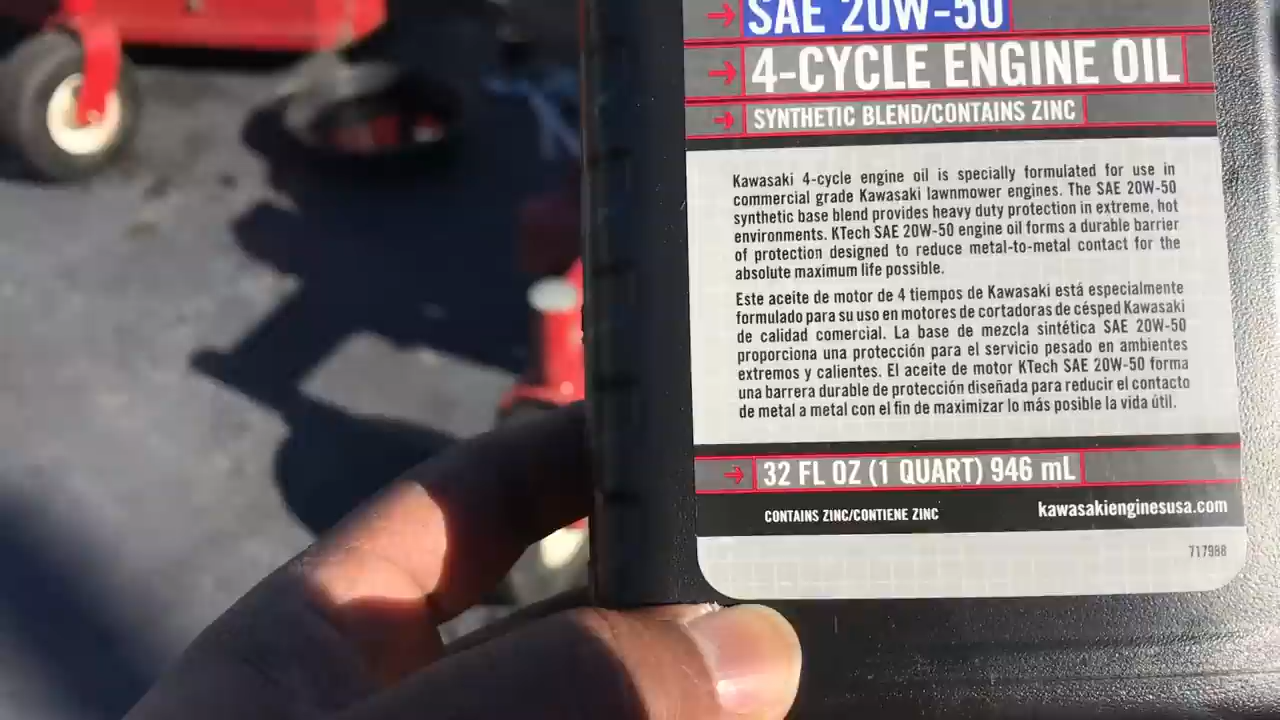 SAE 20W-50
4-CYCLE ENGINE OIL
SYNTHETIC BLEND/CONTAINS ZINC
Kawasaki 4-cycle engine oil is specially formulated for use in
commercial grade Kawasaki lawnmower engines. The SAE 20W-50
synthetic base blend provides heavy duty protection in extreme, hot
environments. KTech SAE 20W-50 engine oil forms a durable barrier
of protection designed to reduce metal-to-metal contact for the
absolute maximum life possible.
Este aceite de motor de 4 tiempos de Kawasaki está especialmente
formulado para su uso en motores de cortadoras de césped Kawasaki
de calidad comercial. La base de mezcla sintética SAE 20W-50
proporciona una protección para el servicio pesado en ambientes
extremos y calientes. El aceite de motor KTech SAE 20W-50 forma
una barrera durable de protección diseñada para reducir el contacto
de metal a metal con el fin de maximizar lo más posible la vida útil.
32 FL OZ (1 QUART) 946 mL
CONTAINS ZINC/CONTIENE ZINC
kawasakienginesusa.com
717988